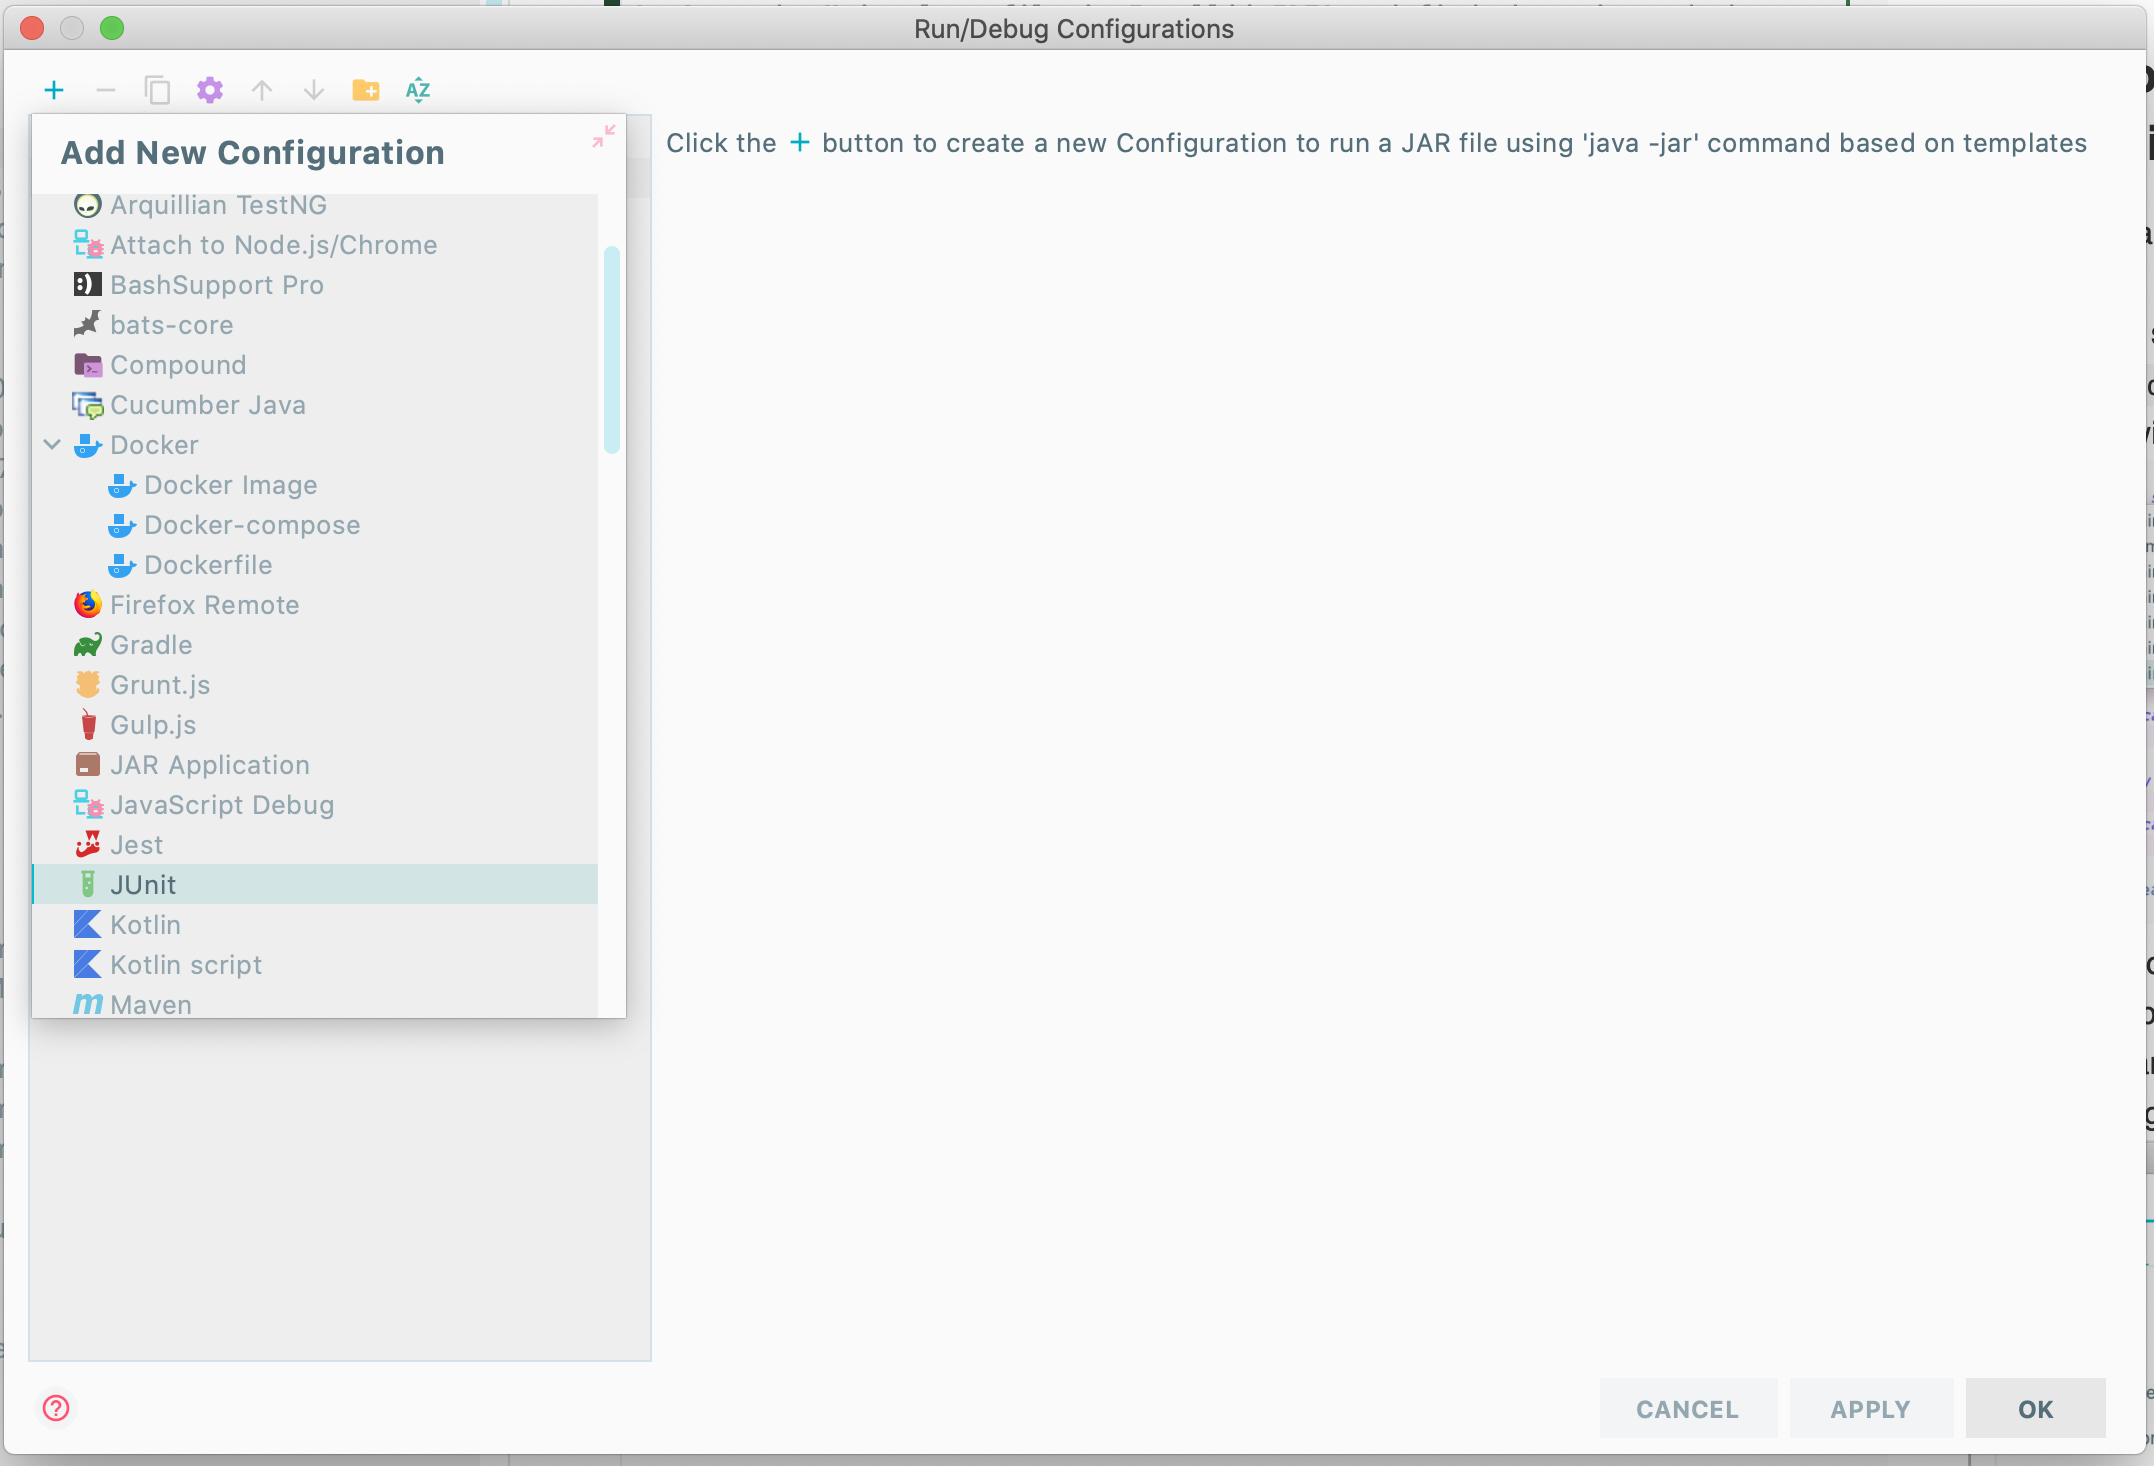 Run/Debug Configurations
AZ
Add New Configuration
Click the + button to create a new Configuration to run a JAR file using 'java -jar' command based on templates
Arquillian TestNG
Attach to Node.js/Chrome
BashSupport Pro
bats-core
Compound
Cucumber Java
Docker
Docker Image
Docker-compose
Dockerfile
Firefox Remote
Gradle
Grunt.js
Gulp.js
JAR Application
JavaScript Debug
Jest
JUnit
Kotlin
Kotlin script
Maven
CANCEL
APPLY
OK